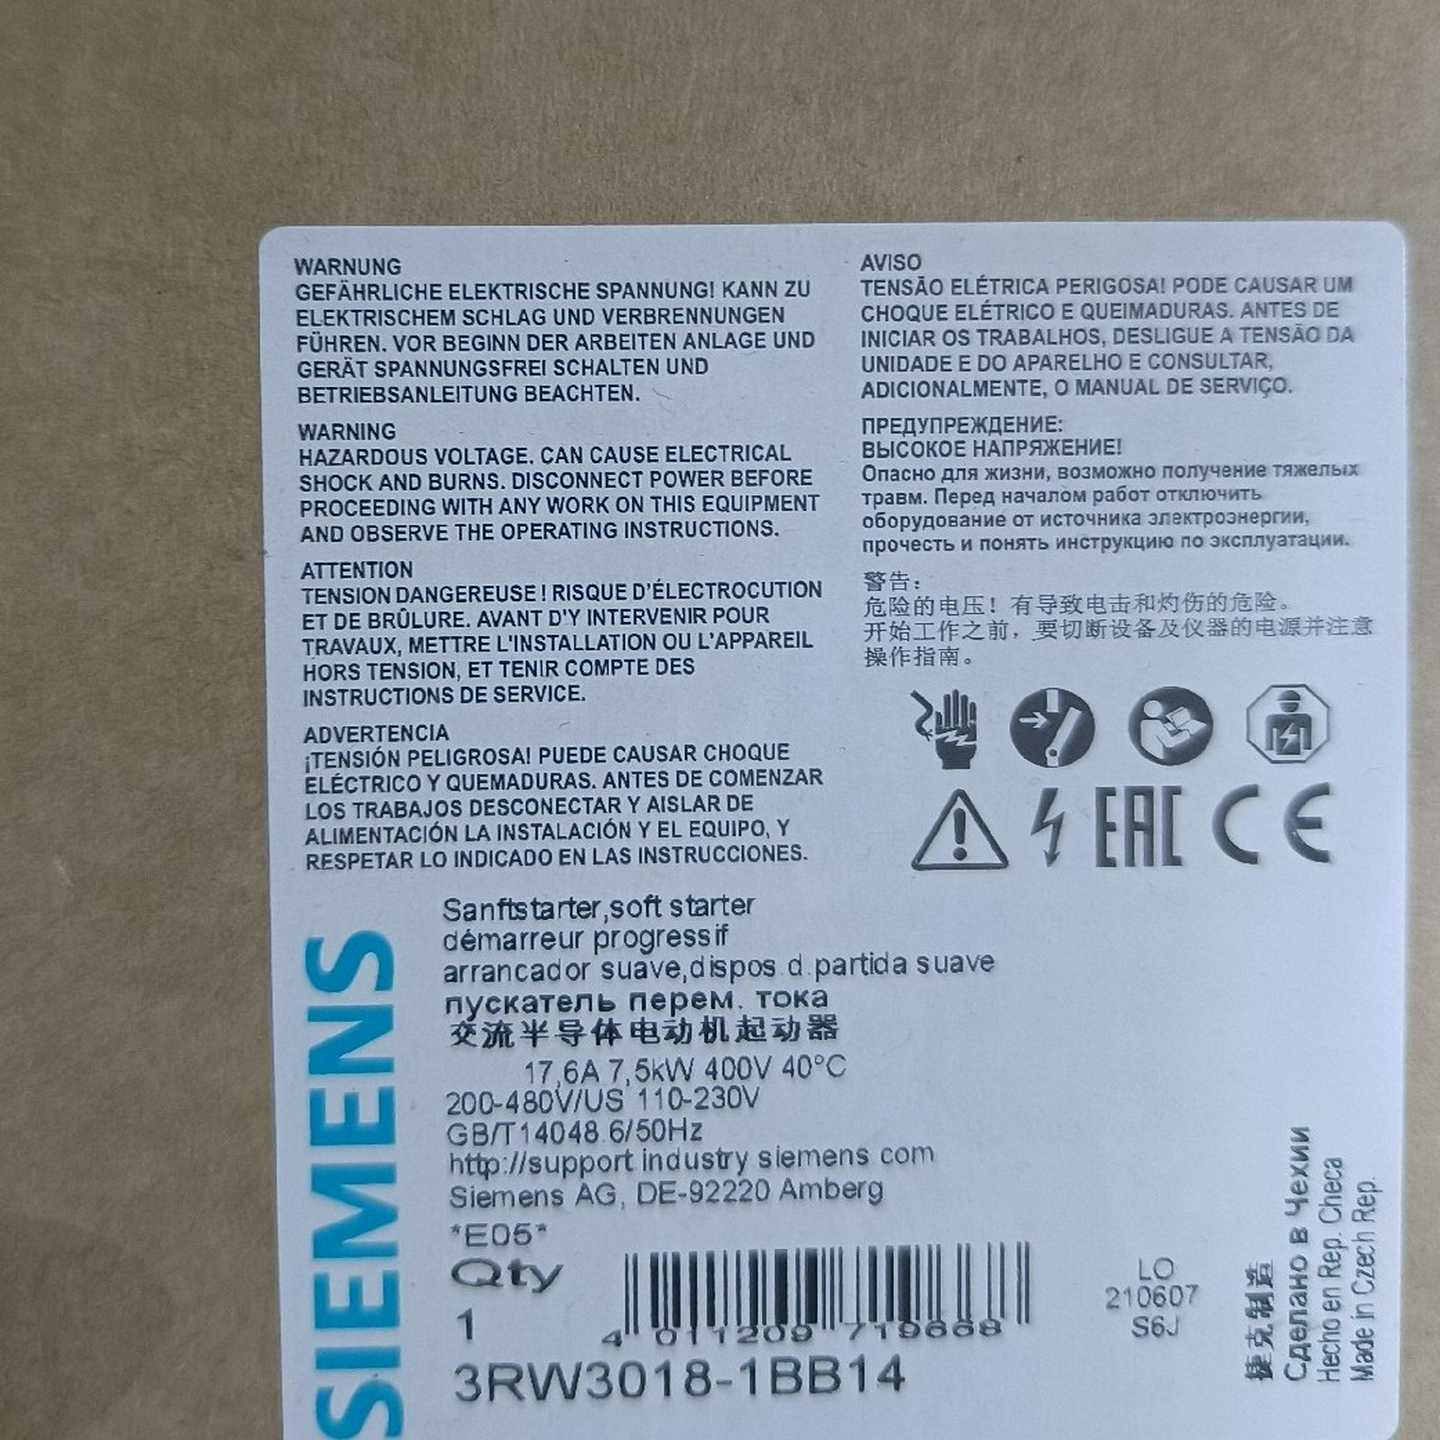 WARNUNG
GEFÄHRLICHE ELEKTRISCHE SPANNUNG! KANN ZU
ELEKTRISCHEM SCHLAG UND VERBRENNUNGEN
FÜHREN. VOR BEGINN DER ARBEITEN ANLAGE UND
GERÄT SPANNUNGSFREI SCHALTEN UND
BETRIEBSANLEITUNG BEACHTEN.
WARNING
HAZARDOUS VOLTAGE. CAN CAUSE ELECTRICAL
SHOCK AND BURNS. DISCONNECT POWER BEFORE
PROCEEDING WITH ANY WORK ON THIS EQUIPMENT
AND OBSERVE THE OPERATING INSTRUCTIONS.
ATTENTION
TENSION DANGEREUSE ! RISQUE D'ÉLECTROCUTION
ET DE BRÛLURE. AVANT D'Y INTERVENIR POUR
TRAVAUX, METTRE L'INSTALLATION OU L'APPAREIL
HORS TENSION, ET TENIR COMPTE DES
INSTRUCTIONS DE SERVICE.
ADVERTENCIA
¡TENSIÓN PELIGROSA! PUEDE CAUSAR CHOQUE
ELÉCTRICO Y QUEMADURAS. ANTES DE COMENZAR
LOS TRABAJOS DESCONECTAR Y AISLAR DE
ALIMENTACIÓN LA INSTALACIÓN Y EL EQUIPO, Y
RESPETAR LO INDICADO EN LAS INSTRUCCIONES.
AVISO
TENSÃO ELÉTRICA PERIGOSA! PODE CAUSAR UM
CHOQUE ELÉTRICO E QUEIMADURAS. ANTES DE
INICIAR OS TRABALHOS, DESLIGUE A TENSÃO DA
UNIDADE E DO APARELHO E CONSULTAR,
ADICIONALMENTE, O MANUAL DE SERVIÇO.
ПРЕДУПРЕЖДЕНИЕ:
ВЫСОКОЕ НАПРЯЖЕНИЕ!
Опасно для жизни, возможно получение тяжелых
травм. Перед началом работ отключить
оборудование от источника электроэнергии,
прочесть и понять инструкцию по эксплуатации.
警告:
危险的电压! 有导致电击和灼伤的危险。
开始工作之前, 要切断设备及仪器的电源并注意
操作指南。
EAC CE
SIEMENS
Sanftstarter,soft starter
démarreur progressif
arrancador suave,dispos.d.partida suave
пускатель перем. тока
交流半导体电动机起动器
17,6A 7,5kW 400V 40°C
200-480V/US 110-230V
GB/T14048.6/50Hz
http://support industry siemens com
Siemens AG, DE-92220 Amberg
*E05*
Qty
1
4 011209 719668
3RW3018-1BB14
LO
210607
S6J
捷克制造
Сделано в Чехии
Hecho en Rep. Checa
Made in Czech Rep.